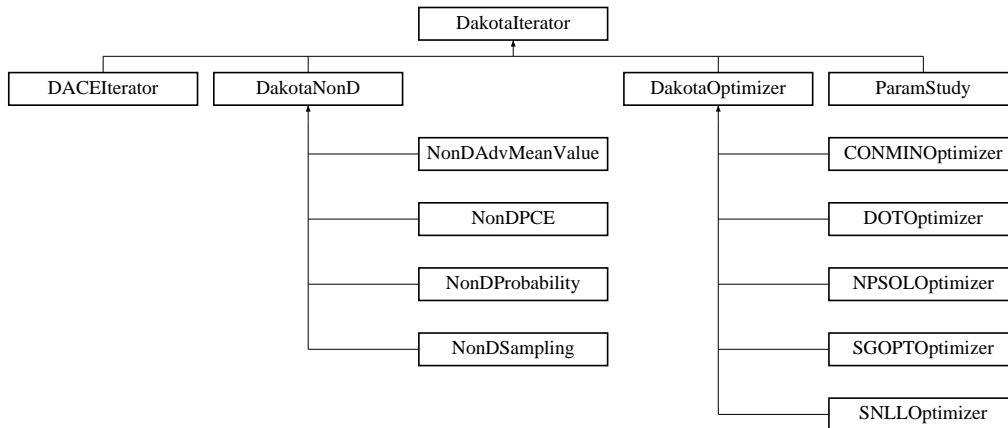 DakotaIterator
DACEIterator
DakotaNonD
DakotaOptimizer
ParamStudy
NonDAdvMeanValue
CONMINOptimizer
NonDPCE
DOTOptimizer
NonDProbability
NPSOLOptimizer
NonDSampling
SGOPTOptimizer
SNLLOptimizer